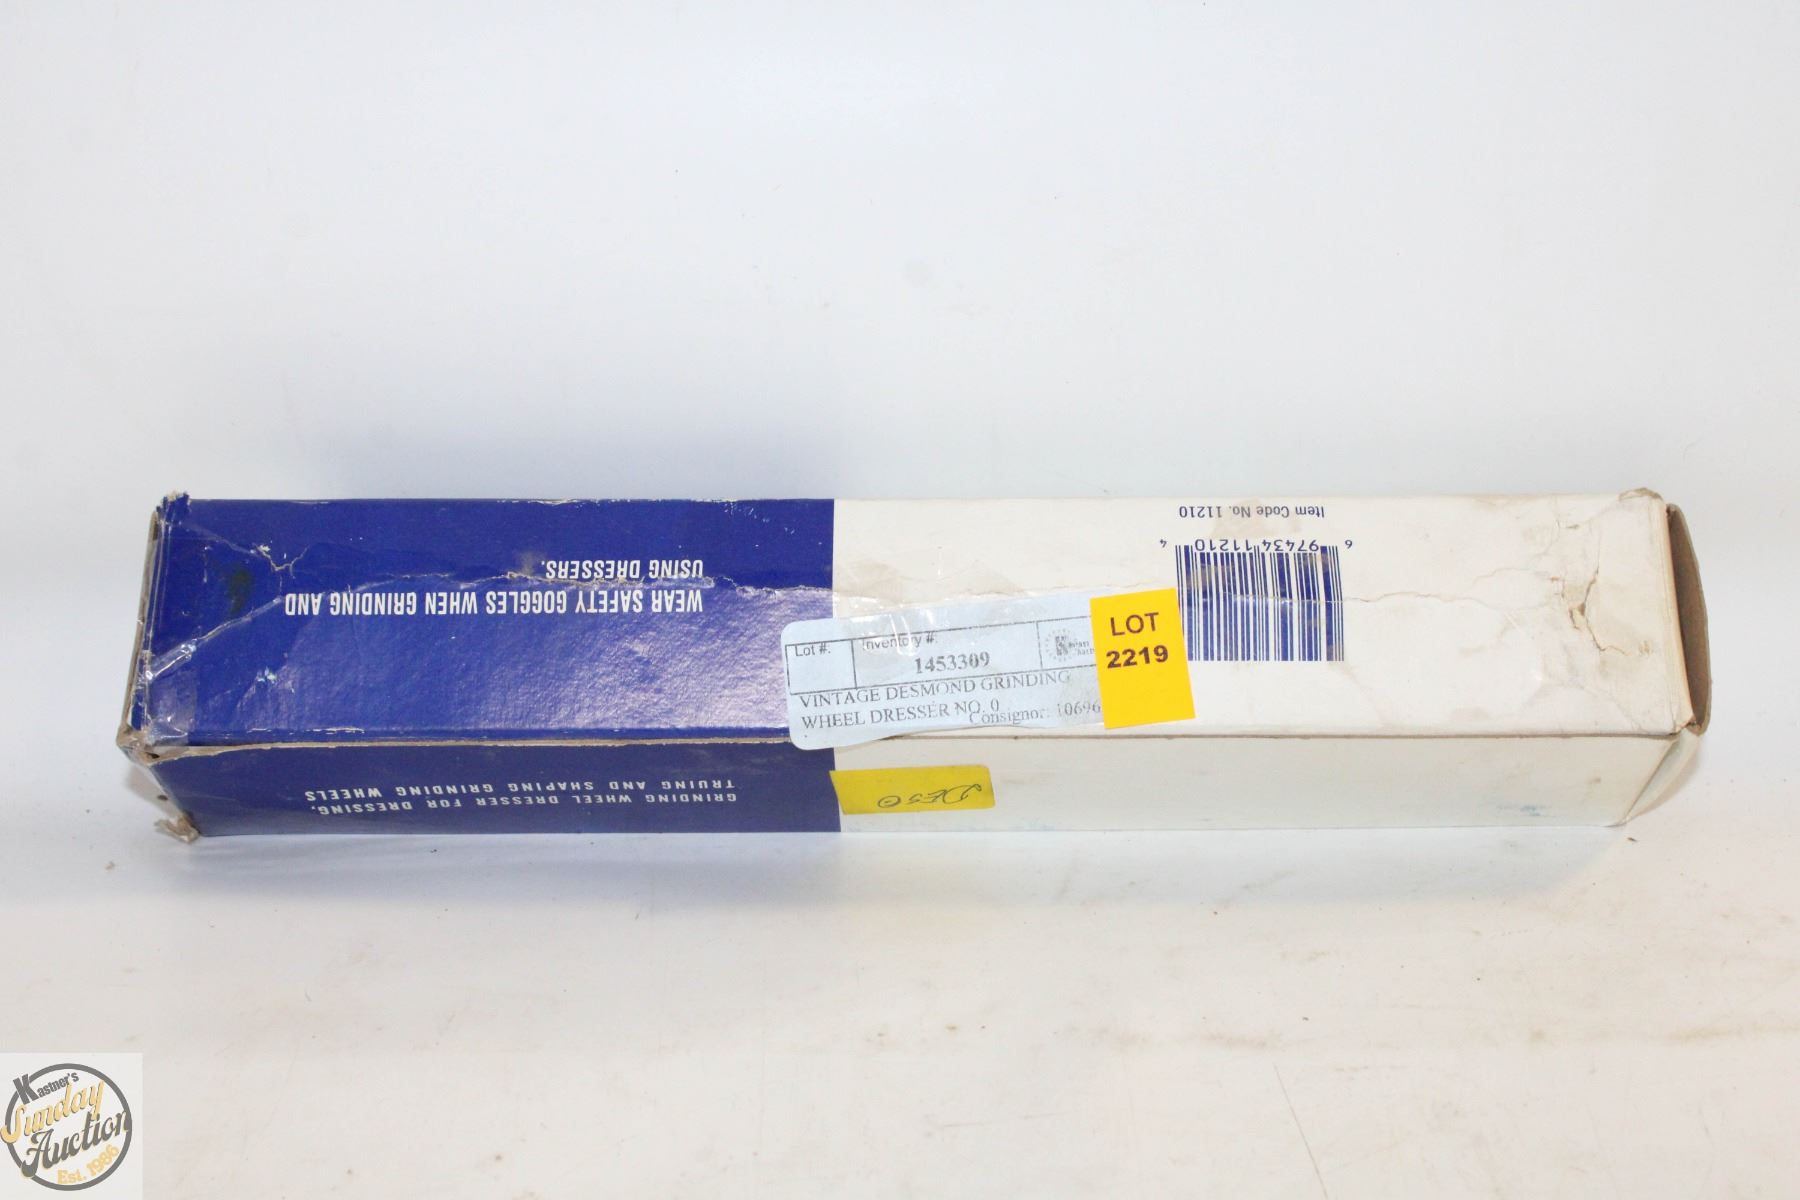 Item Code No. 11210
6 97434 11210 4
WEAR SAFETY GOGGLES WHEN GRINDING AND
USING DRESSERS.
Lot #:
Inventory #:
1453309
VINTAGE DESMOND GRINDING
WHEEL DRESSER NO. 0
Consignor: 10696
LOT
2219
GRINDING WHEEL DRESSER FOR DRESSING,
TRUING AND SHAPING GRINDING WHEELS
Kastner's
Sunday
Auction
Est. 1986